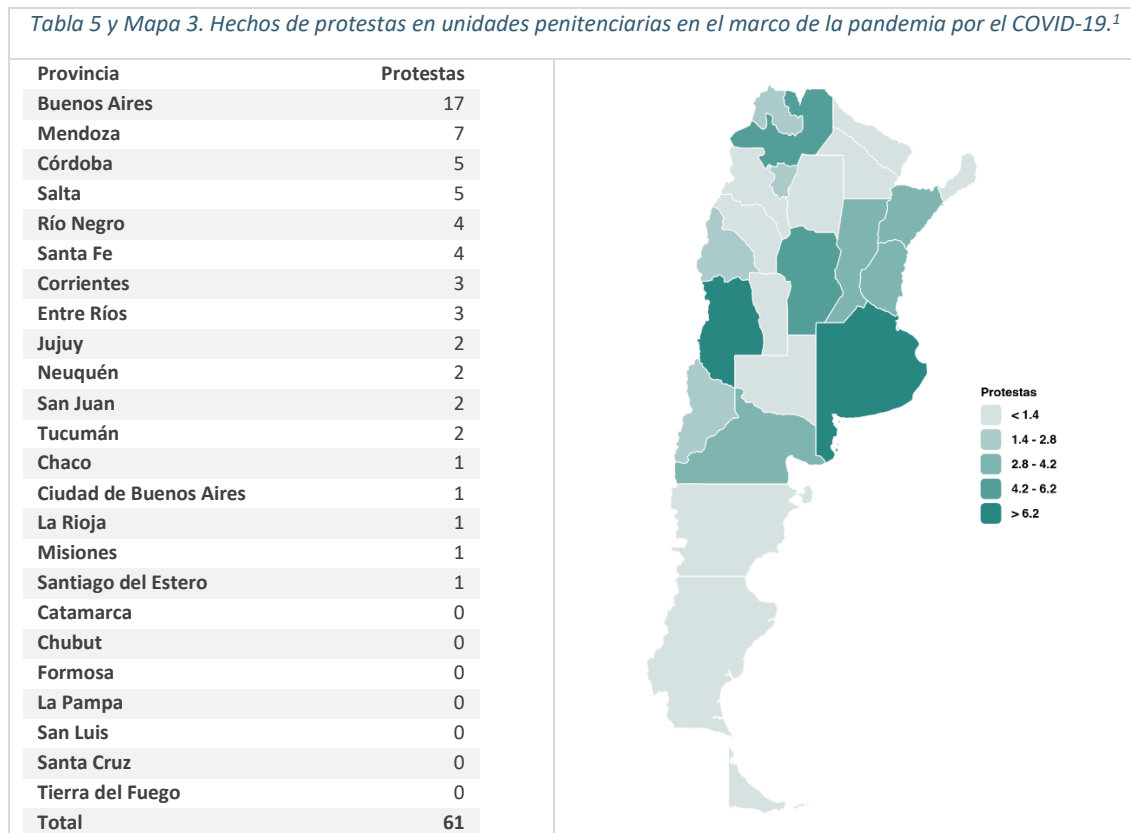 Tabla 5 y Mapa 3. Hechos de protestas en unidades penitenciarias en el marco de la pandemia por el COVID-19.1
Provincia Protestas
Buenos Aires 17
Mendoza 7
Córdoba 5
Salta 5
Río Negro 4
Santa Fe 4
Corrientes 3
Entre Ríos 3
Jujuy 2
Neuquén 2
San Juan 2
Tucumán 2
Chaco 1
Ciudad de Buenos Aires 1
La Rioja 1
Misiones 1
Santiago del Estero 1
Catamarca 0
Chubut 0
Formosa 0
La Pampa 0
San Luis 0
Santa Cruz 0
Tierra del Fuego 0
Total 61
Protestas
< 1.4
1.4 - 2.8
2.8 - 4.2
4.2 - 6.2
> 6.2